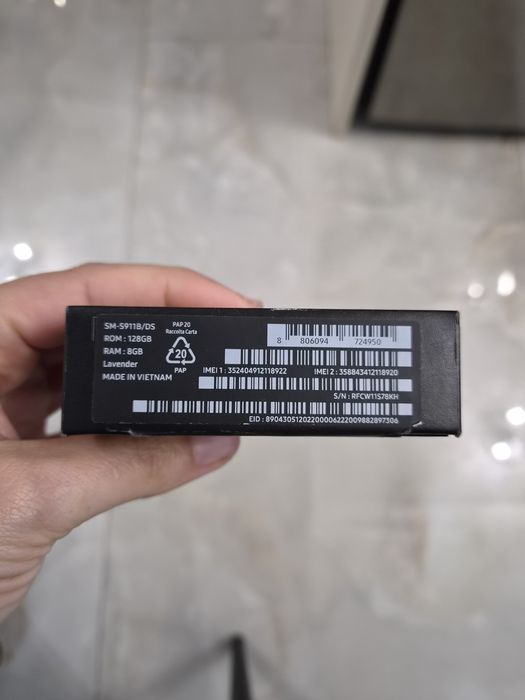 SM-S911B/DS
ROM : 128GB
RAM : 8GB
Lavender
MADE IN VIETNAM
PAP 20
Raccolta Carta
20
PAP
8 806094 724950
IMEI 1 : 352404912118922 IMEI 2 : 358843412118920
S/N : RFCW11S78KH
EID : 89043051202200006222009882897306